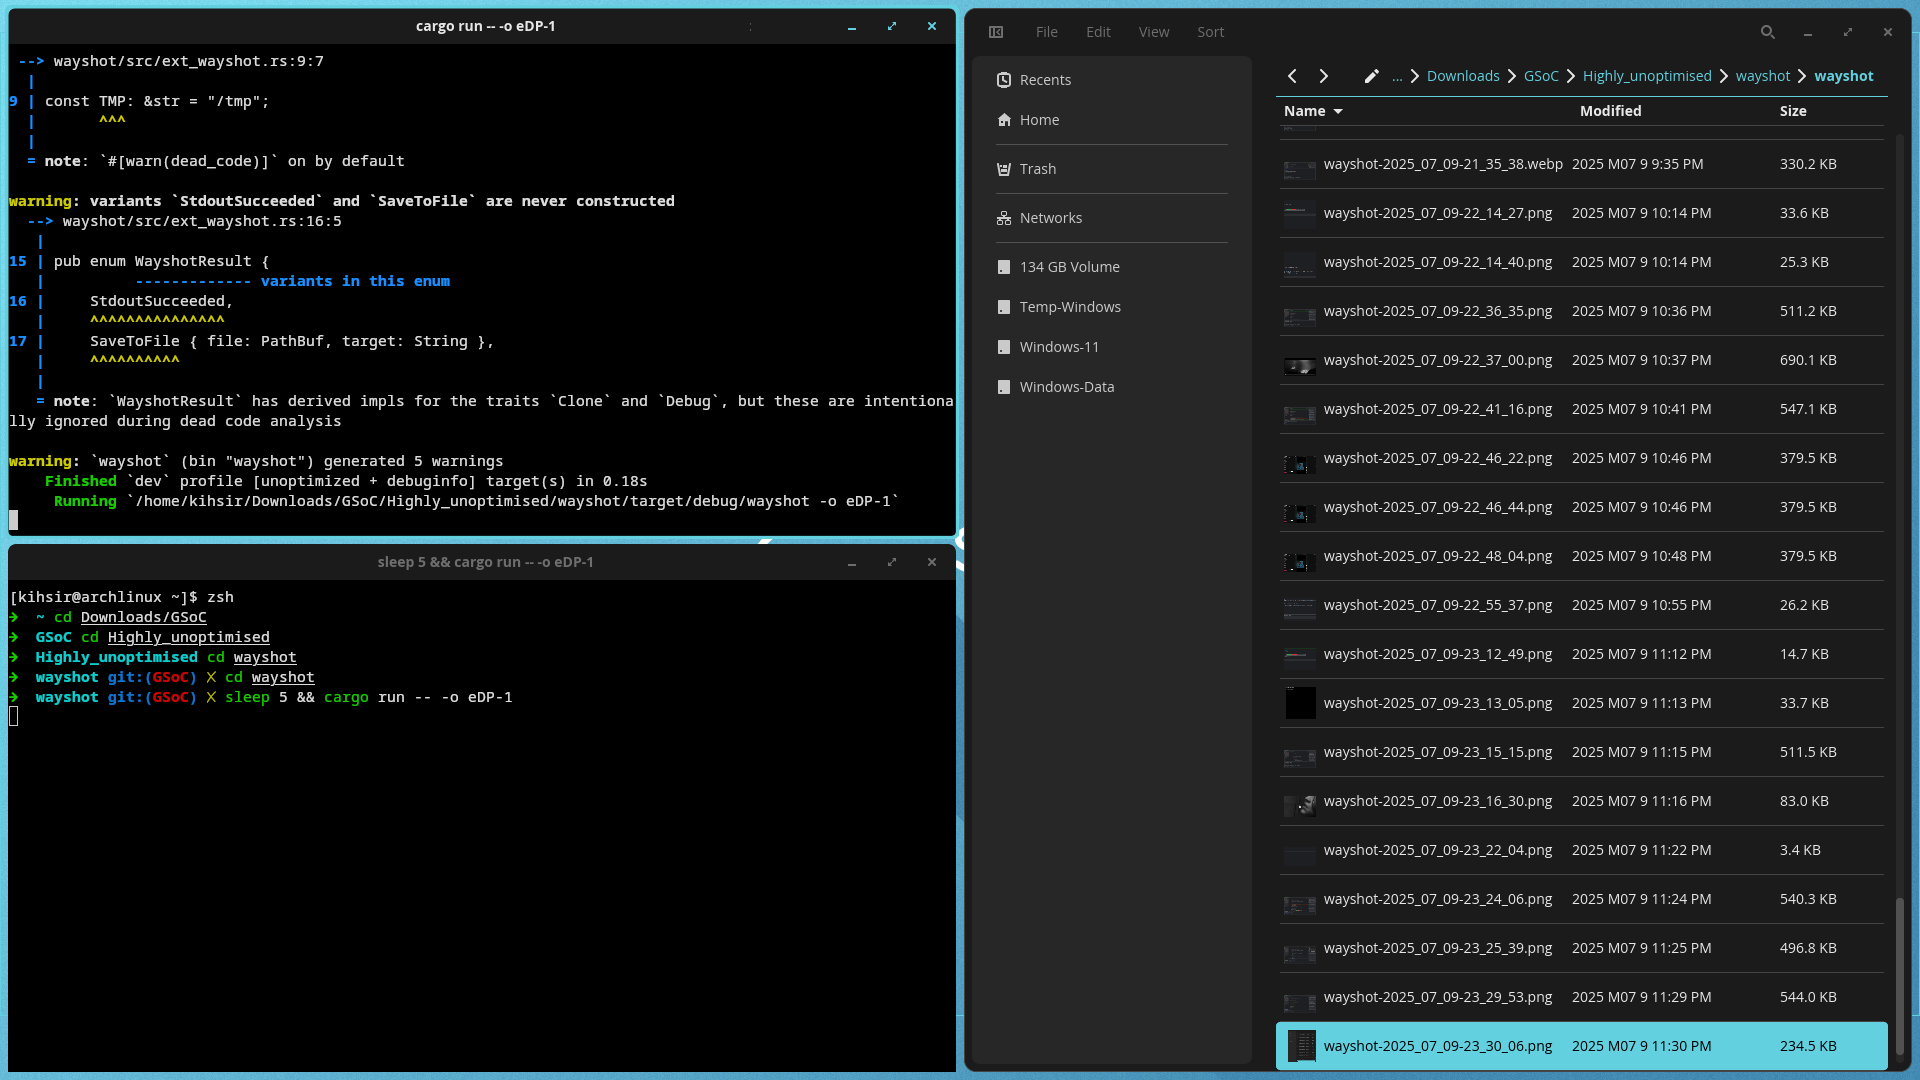 cargo run -- -o eDP-1
--> wayshot/src/ext_wayshot.rs:9:7
|
9 | const TMP: &str = "/tmp";
| ^^^
|
= note: `#[warn(dead_code)]` on by default
warning: variants `StdoutSucceeded` and `SaveToFile` are never constructed
--> wayshot/src/ext_wayshot.rs:16:5
|
15 | pub enum WayshotResult {
| ------------- variants in this enum
16 | StdoutSucceeded,
| ^^^^^^^^^^^^^^^
17 | SaveToFile { file: PathBuf, target: String },
| ^^^^^^^^^^
|
= note: `WayshotResult` has derived impls for the traits `Clone` and `Debug`, but these are intentiona
lly ignored during dead code analysis
warning: `wayshot` (bin "wayshot") generated 5 warnings
Finished `dev` profile [unoptimized + debuginfo] target(s) in 0.18s
Running `/home/kihsir/Downloads/GSoC/Highly_unoptimised/wayshot/target/debug/wayshot -o eDP-1`
sleep 5 && cargo run -- -o eDP-1
[kihsir@archlinux ~]$ zsh
→ ~ cd Downloads/GSoC
→ GSoC cd Highly_unoptimised
→ Highly_unoptimised cd wayshot
→ wayshot git:(GSoC) ✗ cd wayshot
→ wayshot git:(GSoC) ✗ sleep 5 && cargo run -- -o eDP-1
File Edit View Sort
Recents
Home
Trash
Networks
134 GB Volume
Temp-Windows
Windows-11
Windows-Data
... > Downloads > GSoC > Highly_unoptimised > wayshot > wayshot
Name Modified Size
wayshot-2025_07_09-21_35_38.webp 2025 M07 9 9:35 PM 330.2 KB
wayshot-2025_07_09-22_14_27.png 2025 M07 9 10:14 PM 33.6 KB
wayshot-2025_07_09-22_14_40.png 2025 M07 9 10:14 PM 25.3 KB
wayshot-2025_07_09-22_36_35.png 2025 M07 9 10:36 PM 511.2 KB
wayshot-2025_07_09-22_37_00.png 2025 M07 9 10:37 PM 690.1 KB
wayshot-2025_07_09-22_41_16.png 2025 M07 9 10:41 PM 547.1 KB
wayshot-2025_07_09-22_46_22.png 2025 M07 9 10:46 PM 379.5 KB
wayshot-2025_07_09-22_46_44.png 2025 M07 9 10:46 PM 379.5 KB
wayshot-2025_07_09-22_48_04.png 2025 M07 9 10:48 PM 379.5 KB
wayshot-2025_07_09-22_55_37.png 2025 M07 9 10:55 PM 26.2 KB
wayshot-2025_07_09-23_12_49.png 2025 M07 9 11:12 PM 14.7 KB
wayshot-2025_07_09-23_13_05.png 2025 M07 9 11:13 PM 33.7 KB
wayshot-2025_07_09-23_15_15.png 2025 M07 9 11:15 PM 511.5 KB
wayshot-2025_07_09-23_16_30.png 2025 M07 9 11:16 PM 83.0 KB
wayshot-2025_07_09-23_22_04.png 2025 M07 9 11:22 PM 3.4 KB
wayshot-2025_07_09-23_24_06.png 2025 M07 9 11:24 PM 540.3 KB
wayshot-2025_07_09-23_25_39.png 2025 M07 9 11:25 PM 496.8 KB
wayshot-2025_07_09-23_29_53.png 2025 M07 9 11:29 PM 544.0 KB
wayshot-2025_07_09-23_30_06.png 2025 M07 9 11:30 PM 234.5 KB